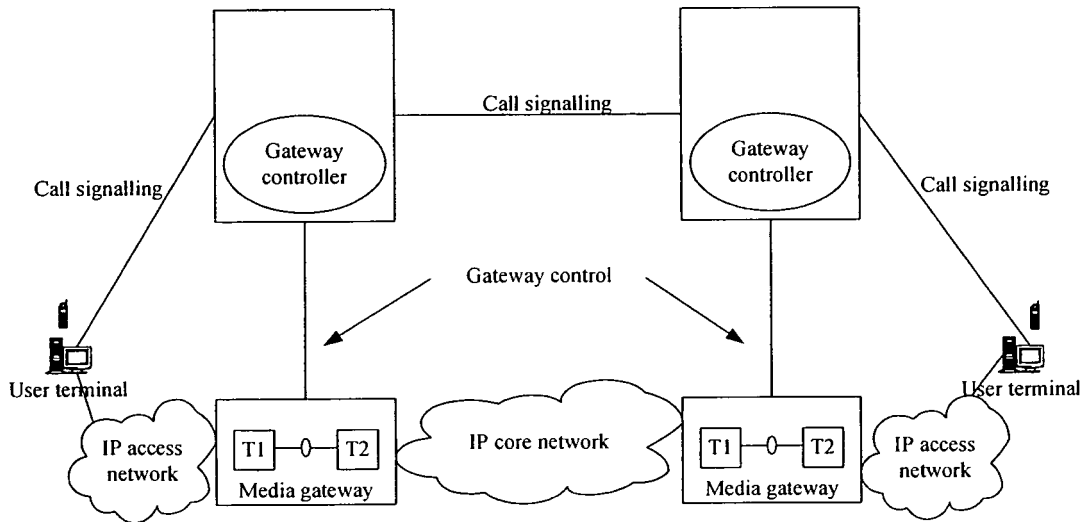 Call signalling
Gateway
controller
Gateway
controller
Call signalling
Call signalling
Gateway control
User terminal
User terminal
IP access
network
T1
T2
Media gateway
IP core network
T1
T2
Media gateway
IP access
network